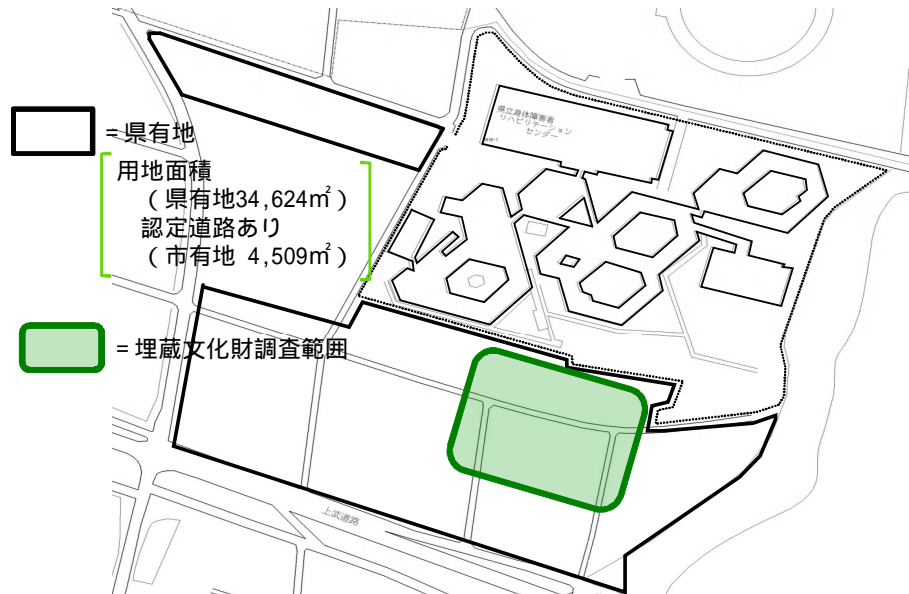 県立身体障害者
リハビリテーション
センター
= 県有地
用地面積
（県有地34,624㎡）
認定道路あり
（市有地 4,509㎡）
= 埋蔵文化財調査範囲
上武道路